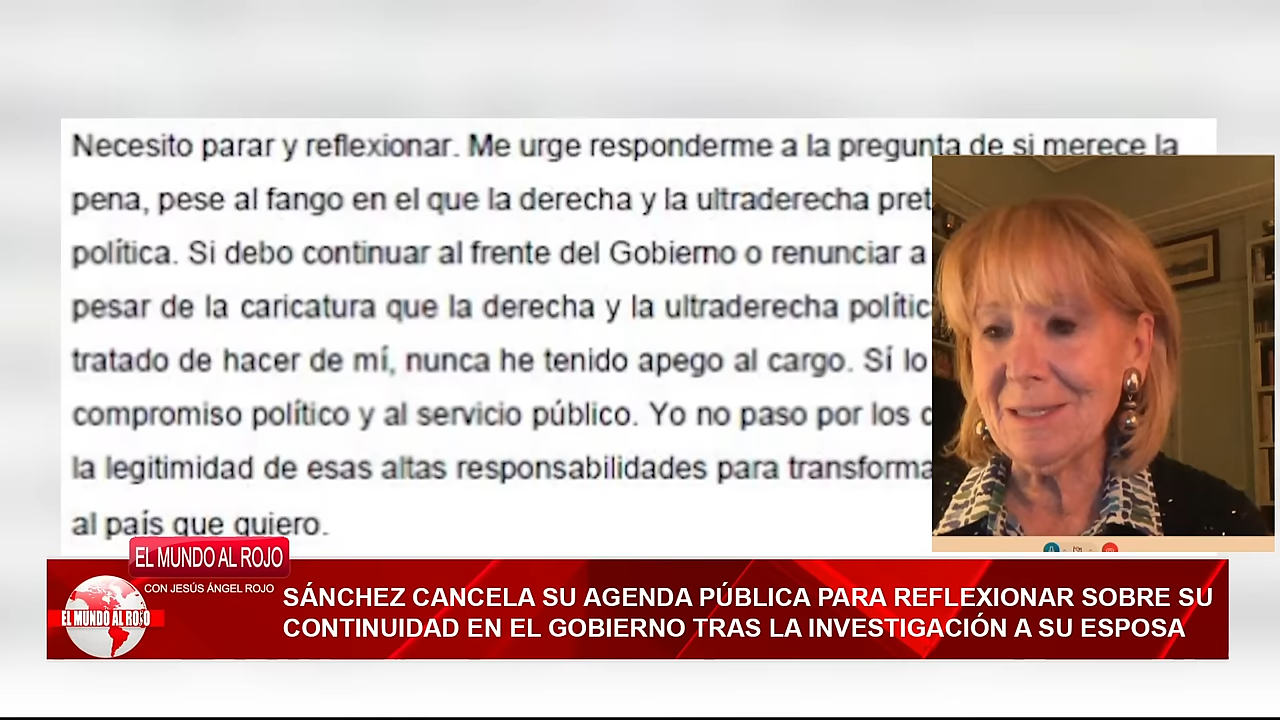 Necesito parar y reflexionar. Me urge responderme a la pregunta de si merece la
pena, pese al fango en el que la derecha y la ultraderecha
política. Si debo continuar al frente del Gobierno o renunciar a
pesar de la caricatura que la derecha y la ultraderecha
tratado de hacer de mí, nunca he tenido apego al cargo. Sí lo
compromiso político y al servicio público. Yo no paso por los
la legitimidad de esas altas responsabilidades para
al país que quiero.
EL MUNDO AL ROJO
CON JESÚS ÁNGEL ROJO
EL MUNDO AL ROJO
SÁNCHEZ CANCELA SU AGENDA PÚBLICA PARA REFLEXIONAR SOBRE SU
CONTINUIDAD EN EL GOBIERNO TRAS LA INVESTIGACIÓN A SU ESPOSA